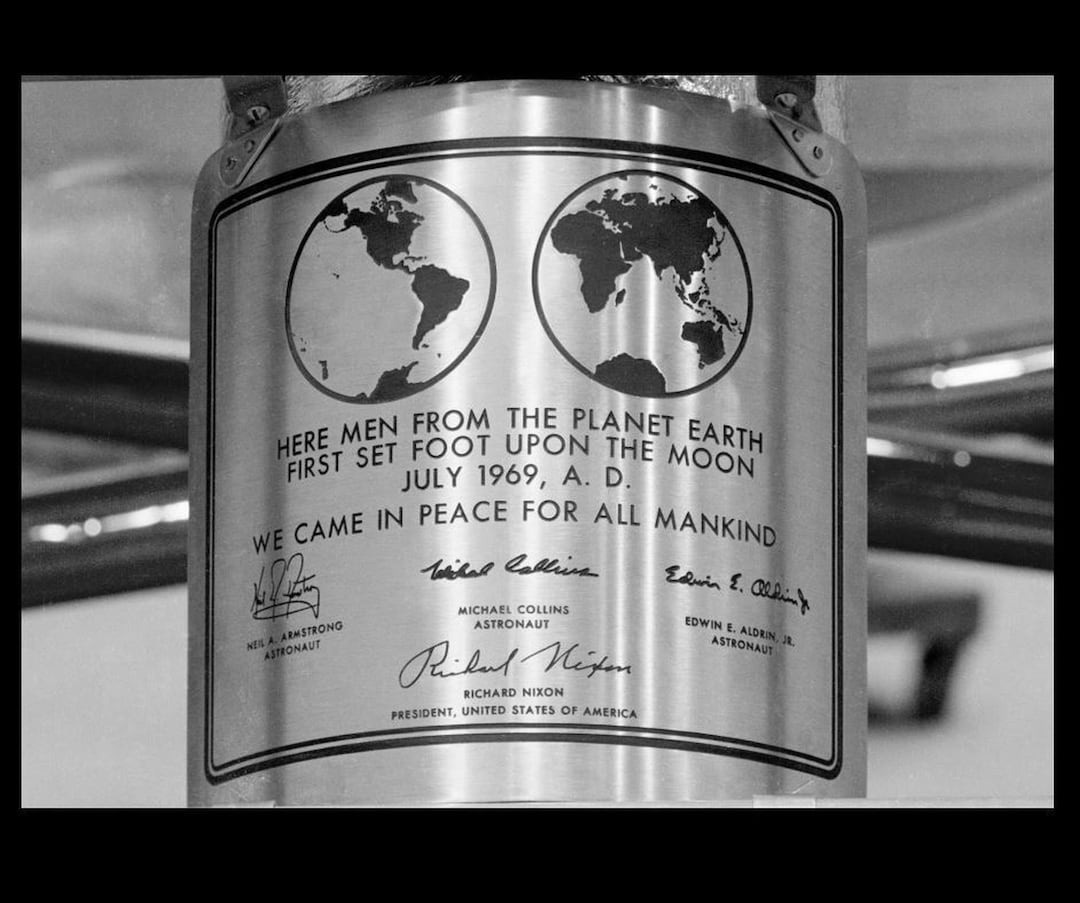 HERE MEN FROM THE PLANET EARTH
FIRST SET FOOT UPON THE MOON
JULY 1969, A. D.
WE CAME IN PEACE FOR ALL MANKIND
Neil A. Armstrong
NEIL A. ARMSTRONG
ASTRONAUT
Michael Collins
MICHAEL COLLINS
ASTRONAUT
Edwin E. Aldrin Jr
EDWIN E. ALDRIN, JR.
ASTRONAUT
Richard Nixon
RICHARD NIXON
PRESIDENT, UNITED STATES OF AMERICA